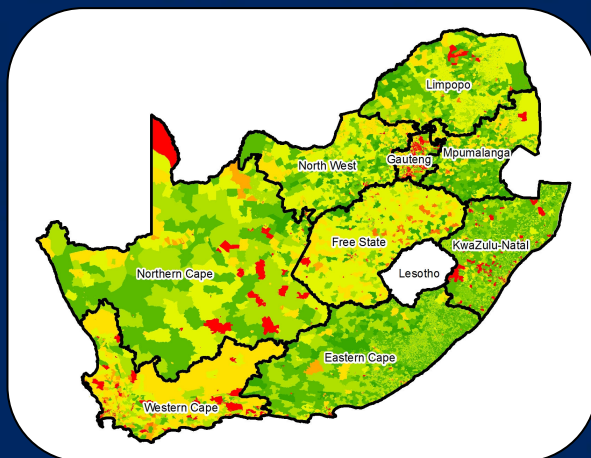 Limpopo
North West
Gauteng
Mpumalanga
Free State
KwaZulu-Natal
Northern Cape
Lesotho
Eastern Cape
Western Cape